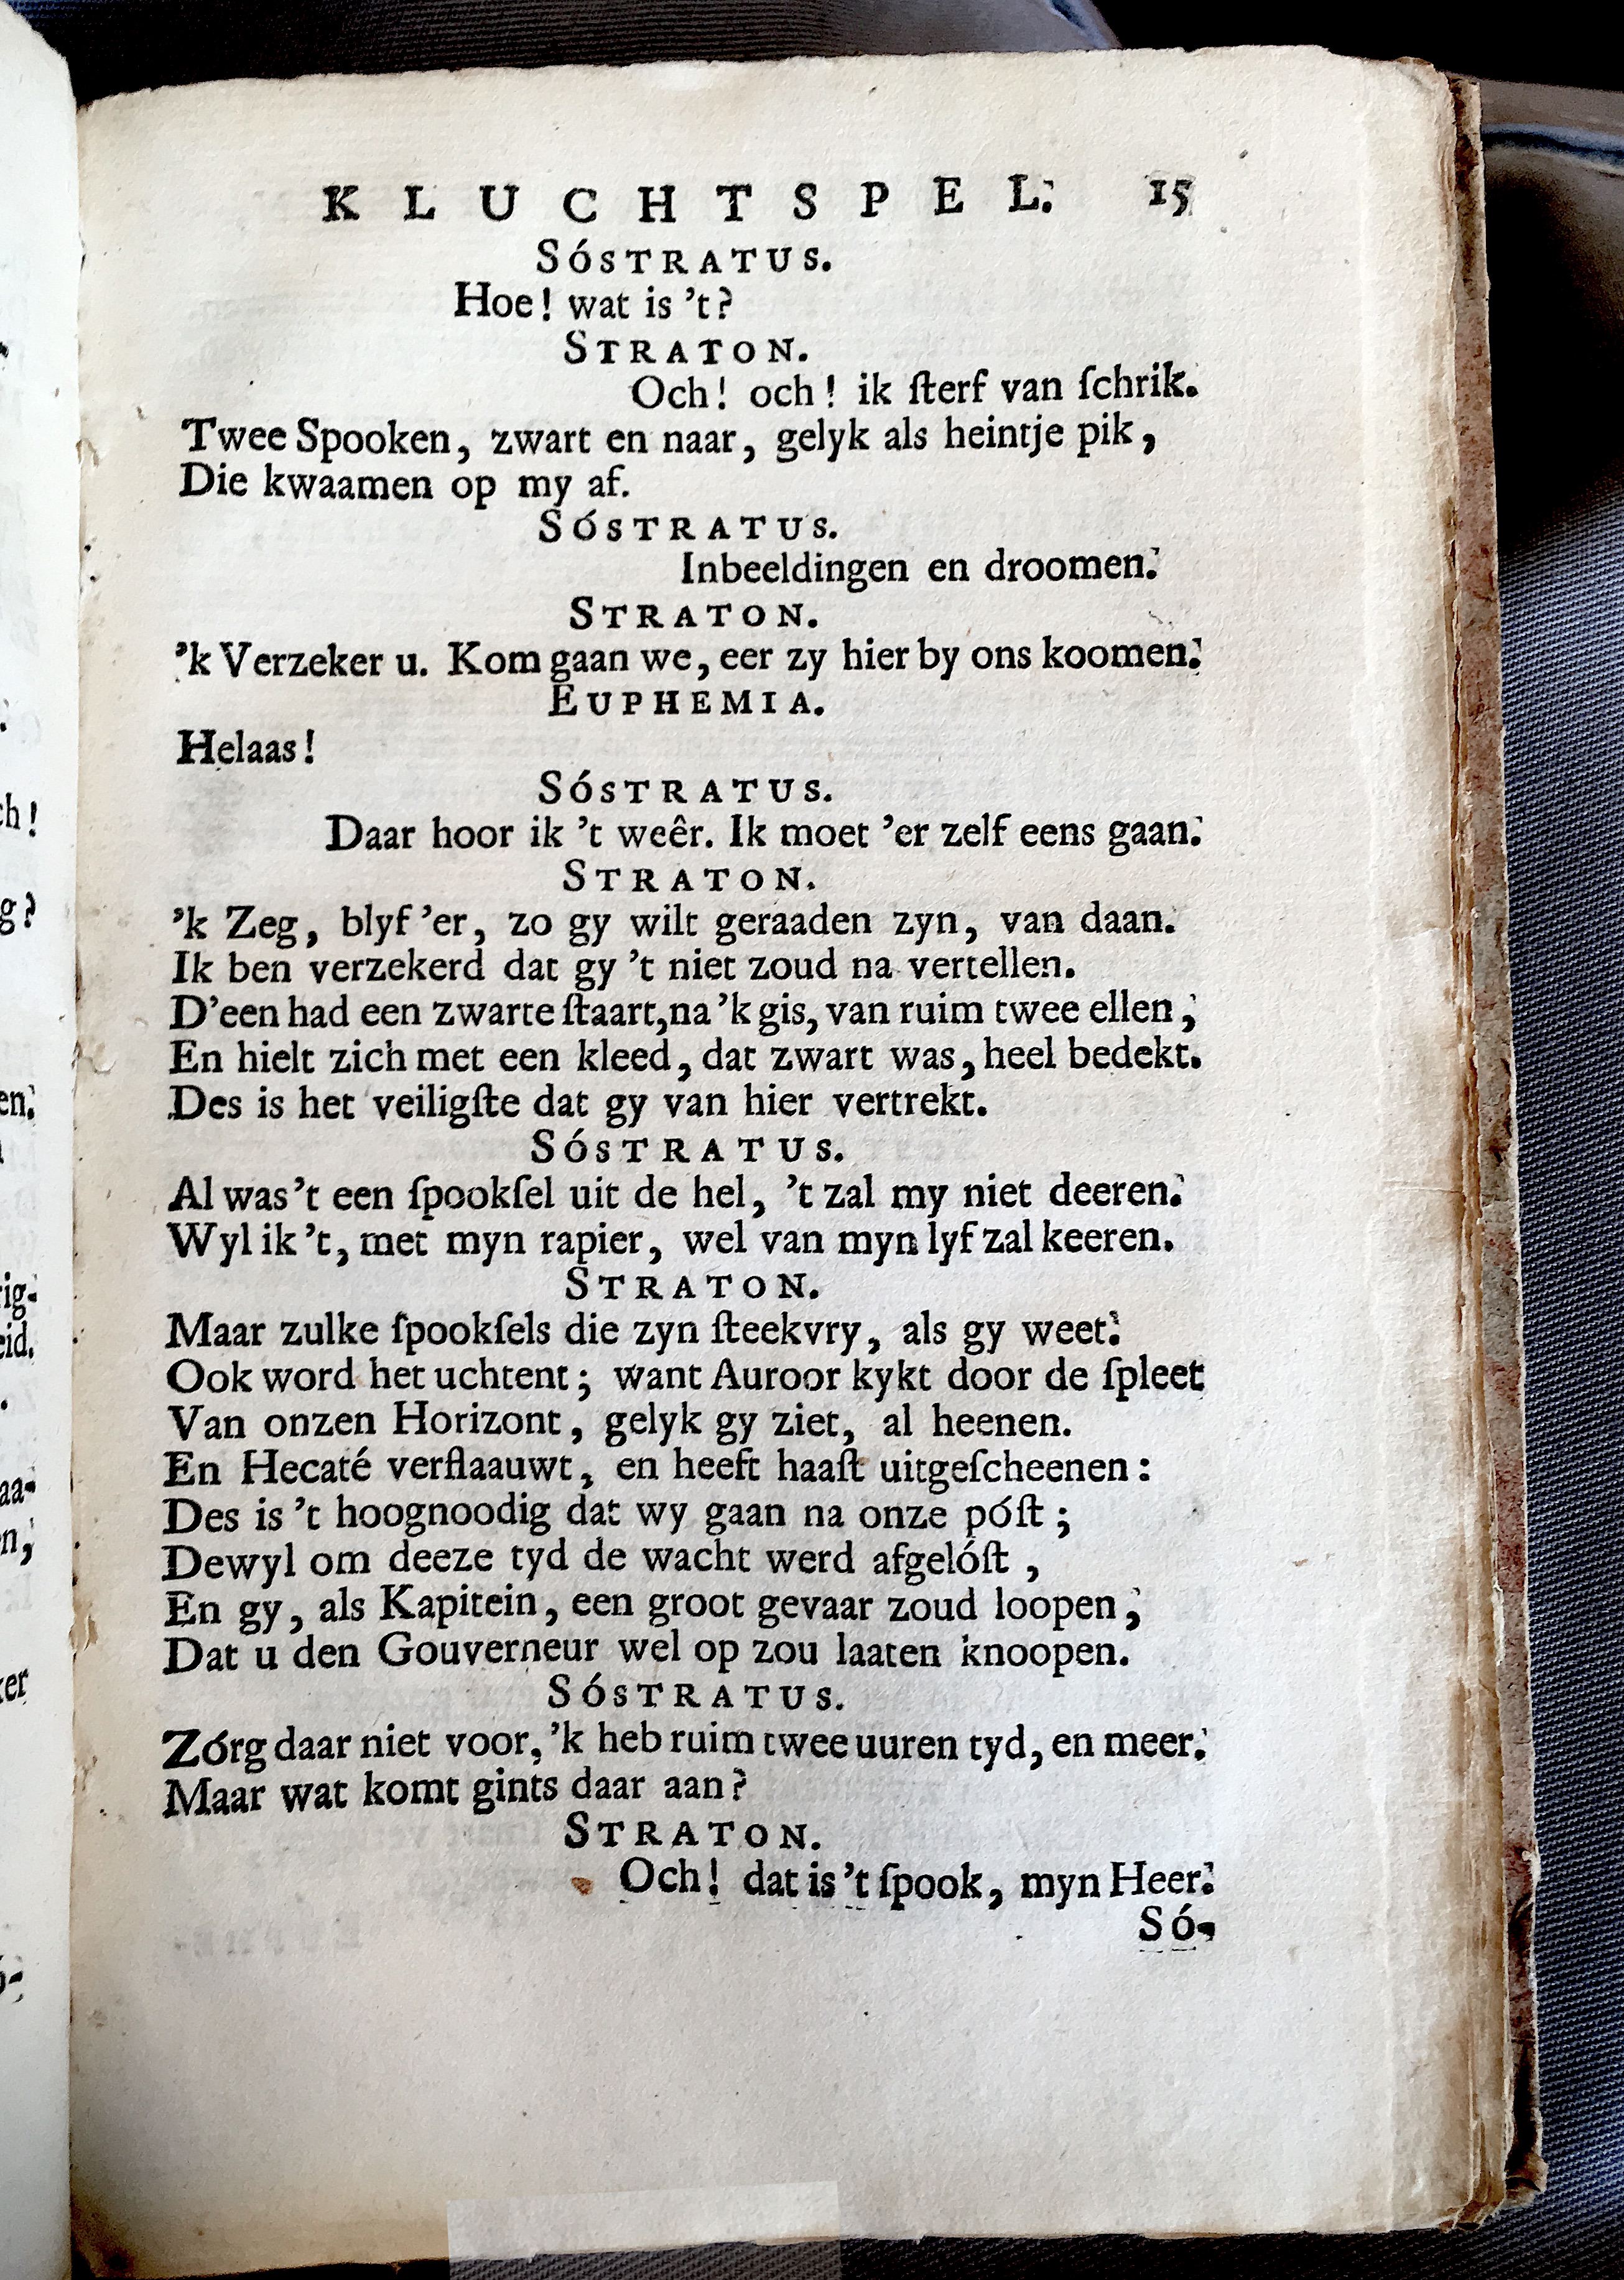 KLUCHTSPEL. 15
SÓSTRATUS.
Hoe! wat is 't?
STRATON.
Och! och! ik ſterf van ſchrik.
Twee Spooken, zwart en naar, gelyk als heintje pik,
Die kwaamen op my af.
SÓSTRATUS.
Inbeeldingen en droomen.
STRATON.
'k Verzeker u. Kom gaan we, eer zy hier by ons koomen.
EUPHEMIA.
Helaas!
SÓSTRATUS.
Daar hoor ik 't weêr. Ik moet 'er zelf eens gaan.
STRATON.
'k Zeg, blyf 'er, zo gy wilt geraaden zyn, van daan.
Ik ben verzekerd dat gy 't niet zoud na vertellen.
D'een had een zwarte ſtaart, na 'k gis, van ruim twee ellen,
En hielt zich met een kleed, dat zwart was, heel bedekt.
Des is het veiligſte dat gy van hier vertrekt.
SÓSTRATUS.
Al was 't een ſpookſel uit de hel, 't zal my niet deeren.
Wyl ik 't, met myn rapier, wel van myn lyf zal keeren.
STRATON.
Maar zulke ſpookſels die zyn ſteekvry, als gy weet.
Ook word het uchtent; want Auroor kykt door de ſpleet
Van onzen Horizont, gelyk gy ziet, al heenen.
En Hecaté verflaauwt, en heeft haaſt uitgeſcheenen:
Des is 't hoognoodig dat wy gaan na onze póſt;
Dewyl om deeze tyd de wacht werd afgelóſt,
En gy, als Kapitein, een groot gevaar zoud loopen,
Dat u den Gouverneur wel op zou laaten knoopen.
SÓSTRATUS.
Zórg daar niet voor, 'k heb ruim twee uuren tyd, en meer.
Maar wat komt gints daar aan?
STRATON.
Och! dat is 't ſpook, myn Heer.
SÓ-